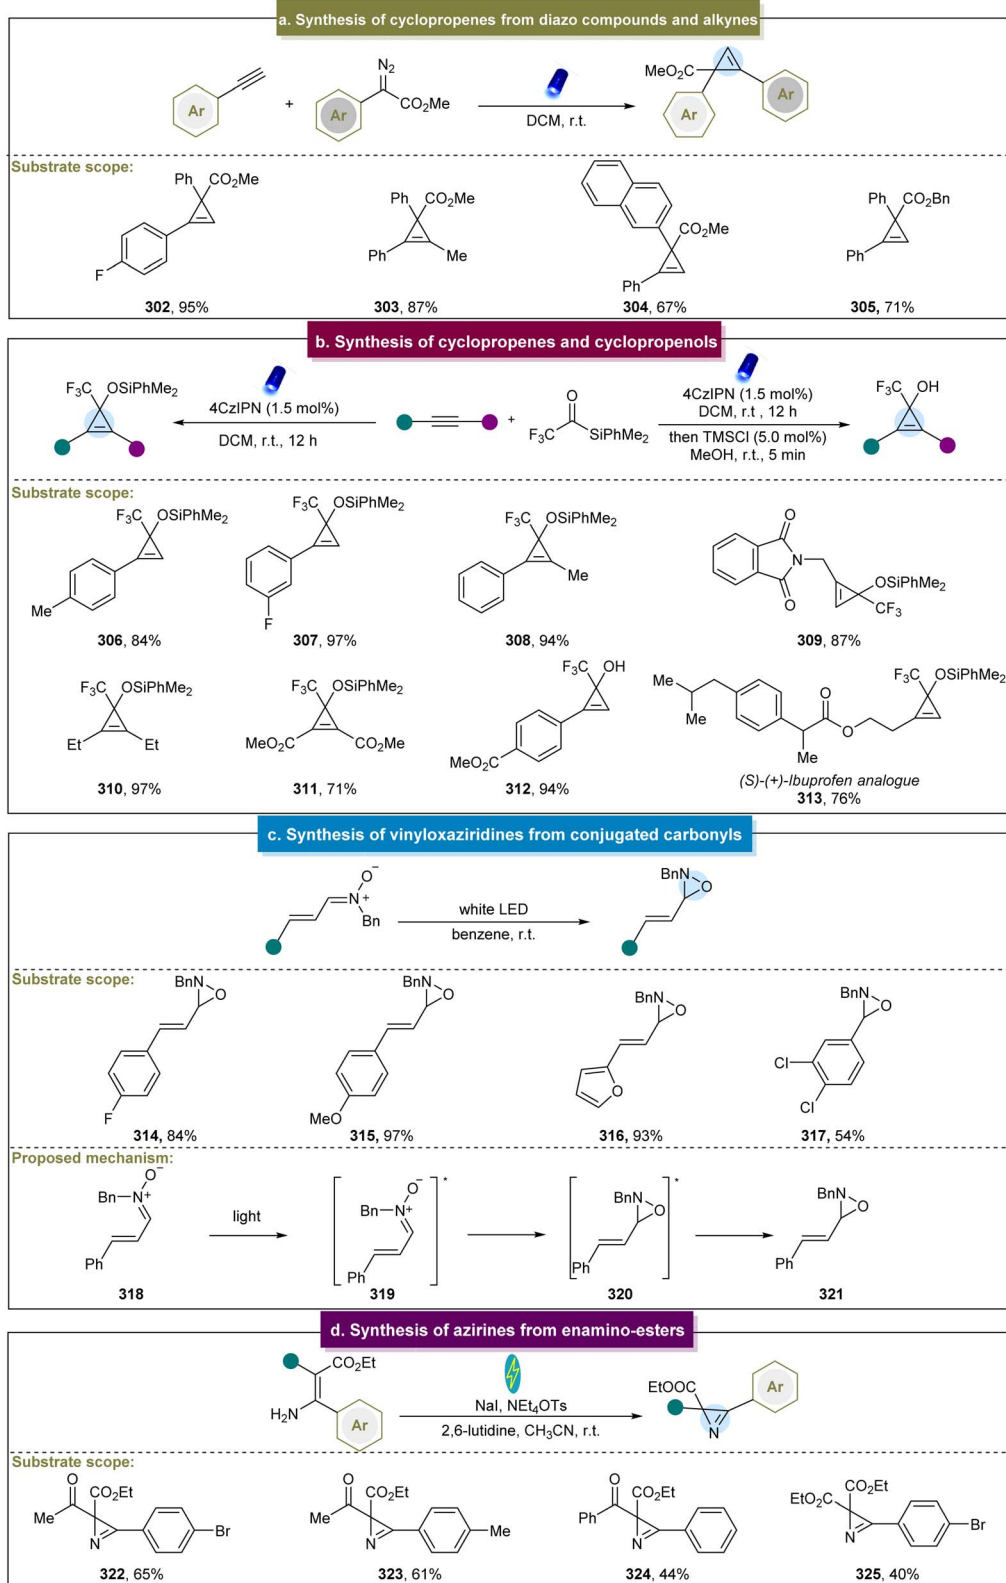 a. Synthesis of cyclopropenes from diazo compounds and alkynes
Ar
+
Ar
N2
CO2Me
DCM, r.t.
MeO2C
Ar
Ar
Substrate scope:
Ph
CO2Me
F
302, 95%
Ph
CO2Me
Ph
Me
303, 87%
CO2Me
Ph
304, 67%
Ph
CO2Bn
Ph
305, 71%
b. Synthesis of cyclopropenes and cyclopropenols
F3C
OSiPhMe2
4CzIPN (1.5 mol%)
DCM, r.t., 12 h
+
O
F3C
SiPhMe2
4CzIPN (1.5 mol%)
DCM, r.t , 12 h
then TMSCl (5.0 mol%)
MeOH, r.t., 5 min
F3C
OH
Substrate scope:
F3C
OSiPhMe2
Me
306, 84%
F3C
OSiPhMe2
F
307, 97%
F3C
OSiPhMe2
Me
308, 94%
O
N
O
OSiPhMe2
CF3
309, 87%
F3C
OSiPhMe2
Et
Et
310, 97%
F3C
OSiPhMe2
MeO2C
CO2Me
311, 71%
F3C
OH
MeO2C
312, 94%
Me
Me
O
O
Me
F3C
OSiPhMe2
(S)-(+)-Ibuprofen analogue
313, 76%
c. Synthesis of vinyloxaziridines from conjugated carbonyls
O−
N+
Bn
white LED
benzene, r.t.
BnN
O
Substrate scope:
BnN
O
F
314, 84%
BnN
O
MeO
315, 97%
BnN
O
O
316, 93%
BnN
O
Cl
Cl
317, 54%
Proposed mechanism:
O−
Bn
N+
Ph
318
light
O−
Bn
N+
Ph
*
319
BnN
O
Ph
*
320
BnN
O
Ph
321
d. Synthesis of azirines from enamino-esters
CO2Et
H2N
Ar
NaI, NEt4OTs
2,6-lutidine, CH3CN, r.t.
EtOOC
N
Ar
Substrate scope:
O
CO2Et
Me
N
Br
322, 65%
O
CO2Et
Me
N
Me
323, 61%
O
CO2Et
Ph
N
324, 44%
CO2Et
EtO2C
N
Br
325, 40%